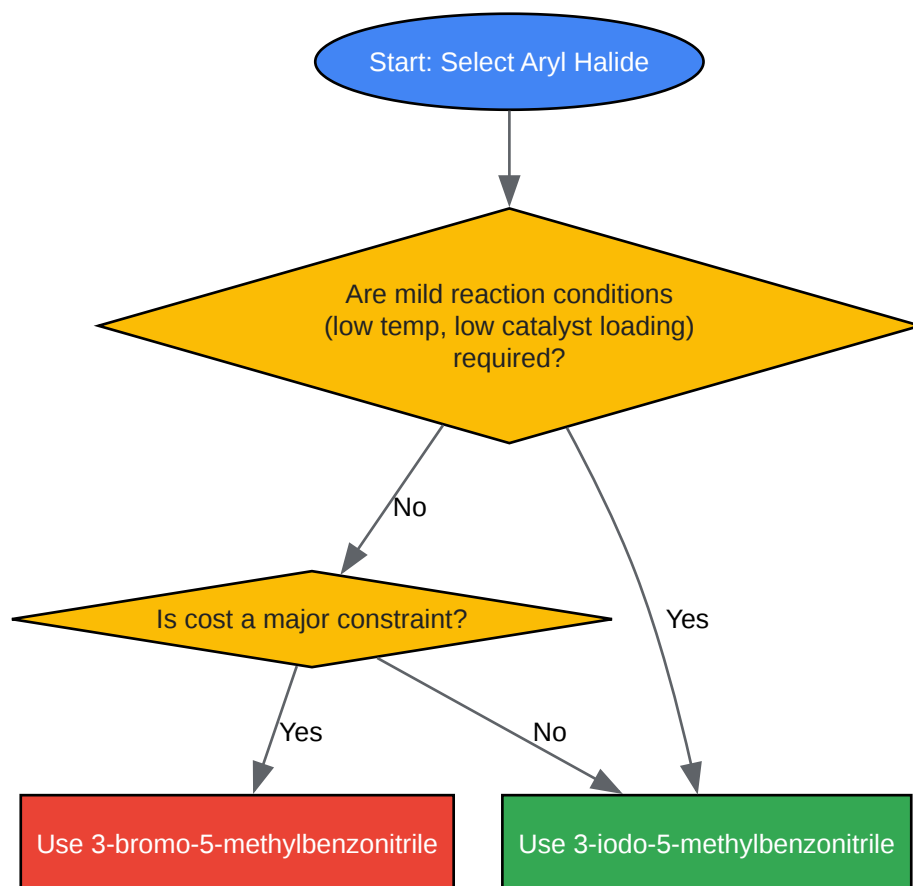 Start: Select Aryl Halide
Are mild reaction conditions
(low temp, low catalyst loading)
required?
No
Is cost a major constraint?
Yes
Yes
No
Use 3-bromo-5-methylbenzonitrile
Use 3-iodo-5-methylbenzonitrile